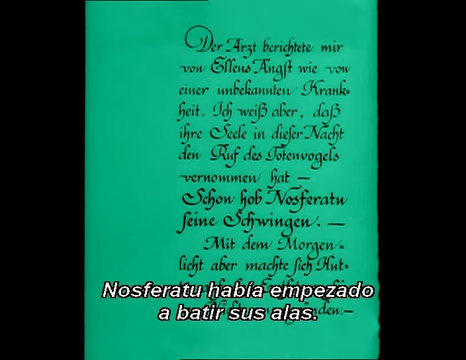 Der Arzt berichtete mir
von Ellens Angst wie von
einer unbekannten Krank-
heit. Ich weiß aber, daß
ihre Seele in dieser Nacht
den Ruf des Totenvogels
vernommen hat —
Schon hob Nosferatu
seine Schwingen. —
Mit dem Morgen-
licht aber machte sich Hut-
Nosferatu había empezado
a batir sus alas.